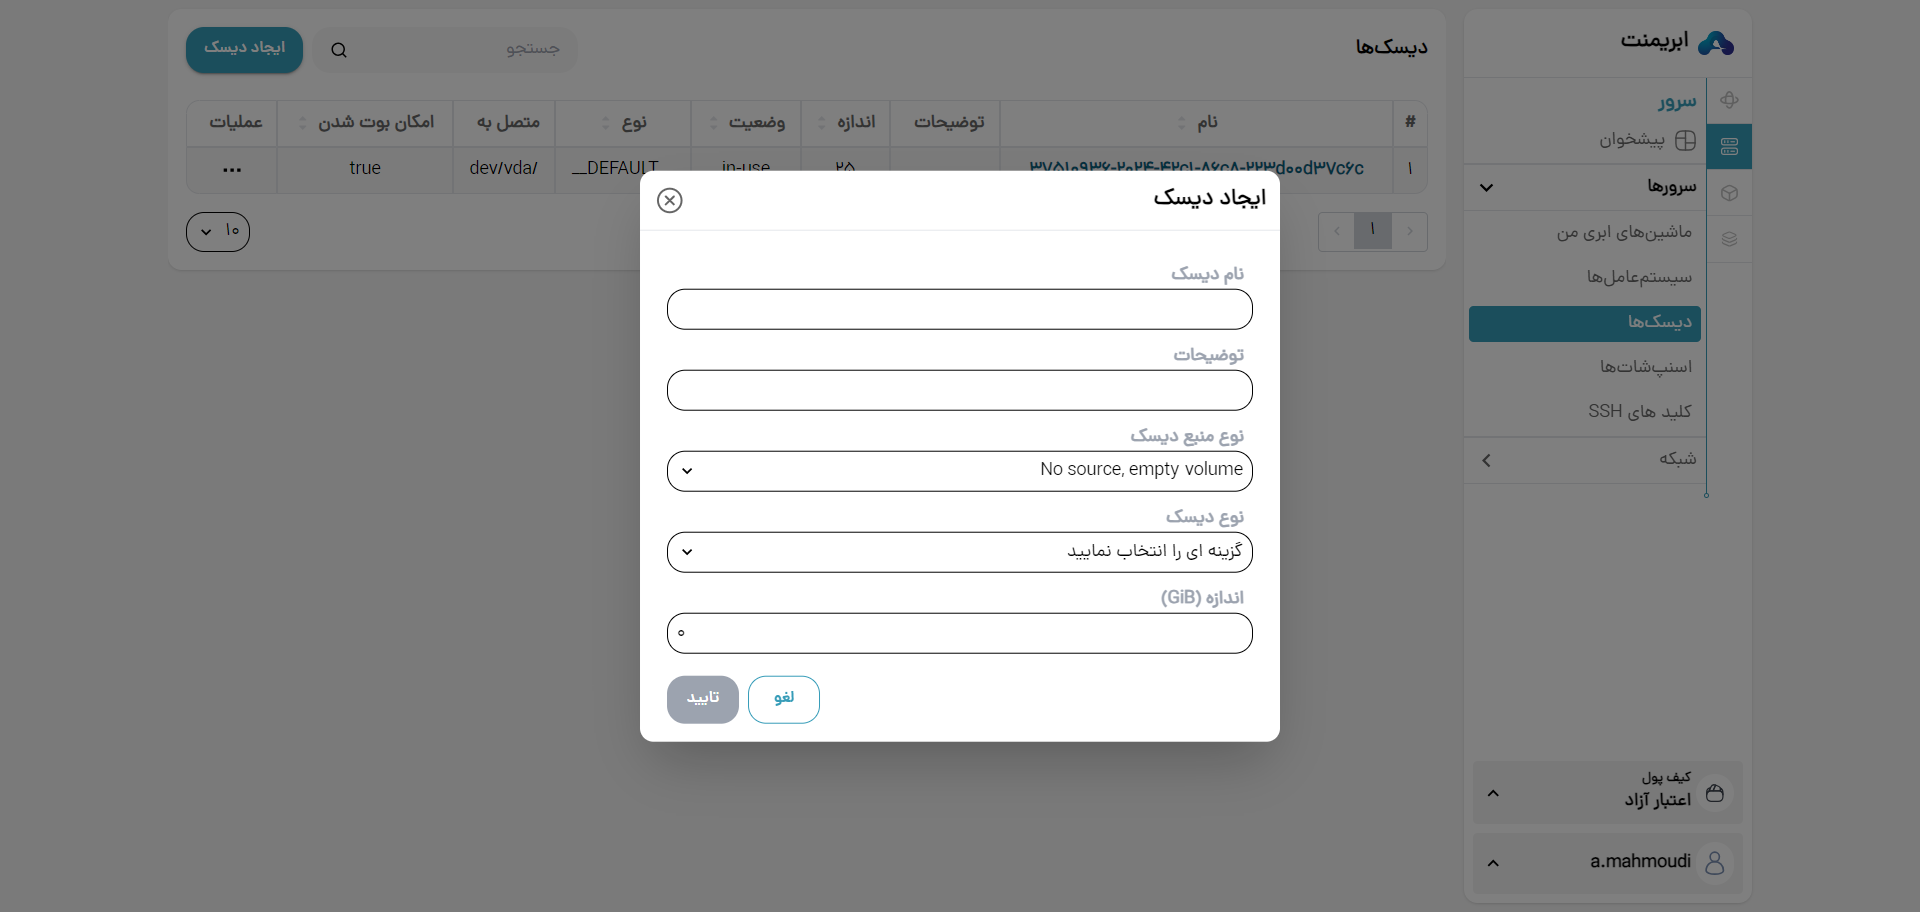 ابریمنت
سرور
پیشخوان
سرورها
ماشین‌های ابری من
سیستم‌عامل‌ها
دیسک‌ها
اسنپ‌شات‌ها
کلید های SSH
شبکه
کیف پول
اعتبار آزاد
a.mahmoudi
دیسک‌ها
جستجو
ایجاد دیسک
# نام توضیحات اندازه وضعیت نوع متصل به امکان بوت شدن عملیات
۱ ۳۷۵۱۰۹۳۶-۲۰۲۴-۴۲c۱-۸۶c۸-۲۲۳d۰۰d۳۷c۶c ۲۵ in-use __DEFAULT__ /dev/vda true ...
۱
۱۰
ایجاد دیسک
نام دیسک
توضیحات
نوع منبع دیسک
No source, empty volume
نوع دیسک
گزینه ای را انتخاب نمایید
اندازه (GiB)
۰
لغو
تایید